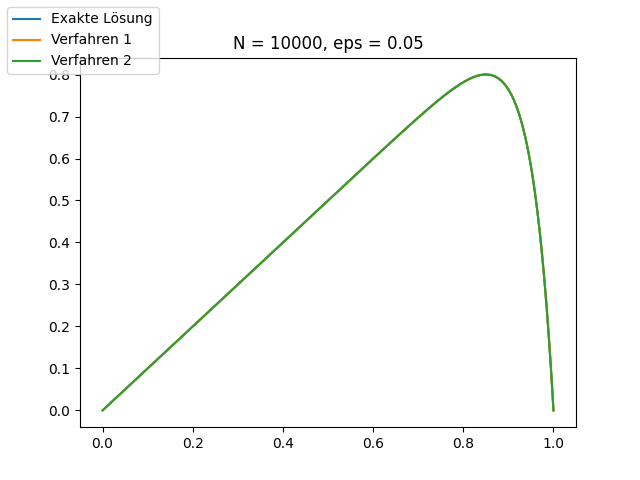 Exakte Lösung
Verfahren 1
Verfahren 2
N = 10000, eps = 0.05
0.8
0.7
0.6
0.5
0.4
0.3
0.2
0.1
0.0
0.0 0.2 0.4 0.6 0.8 1.0